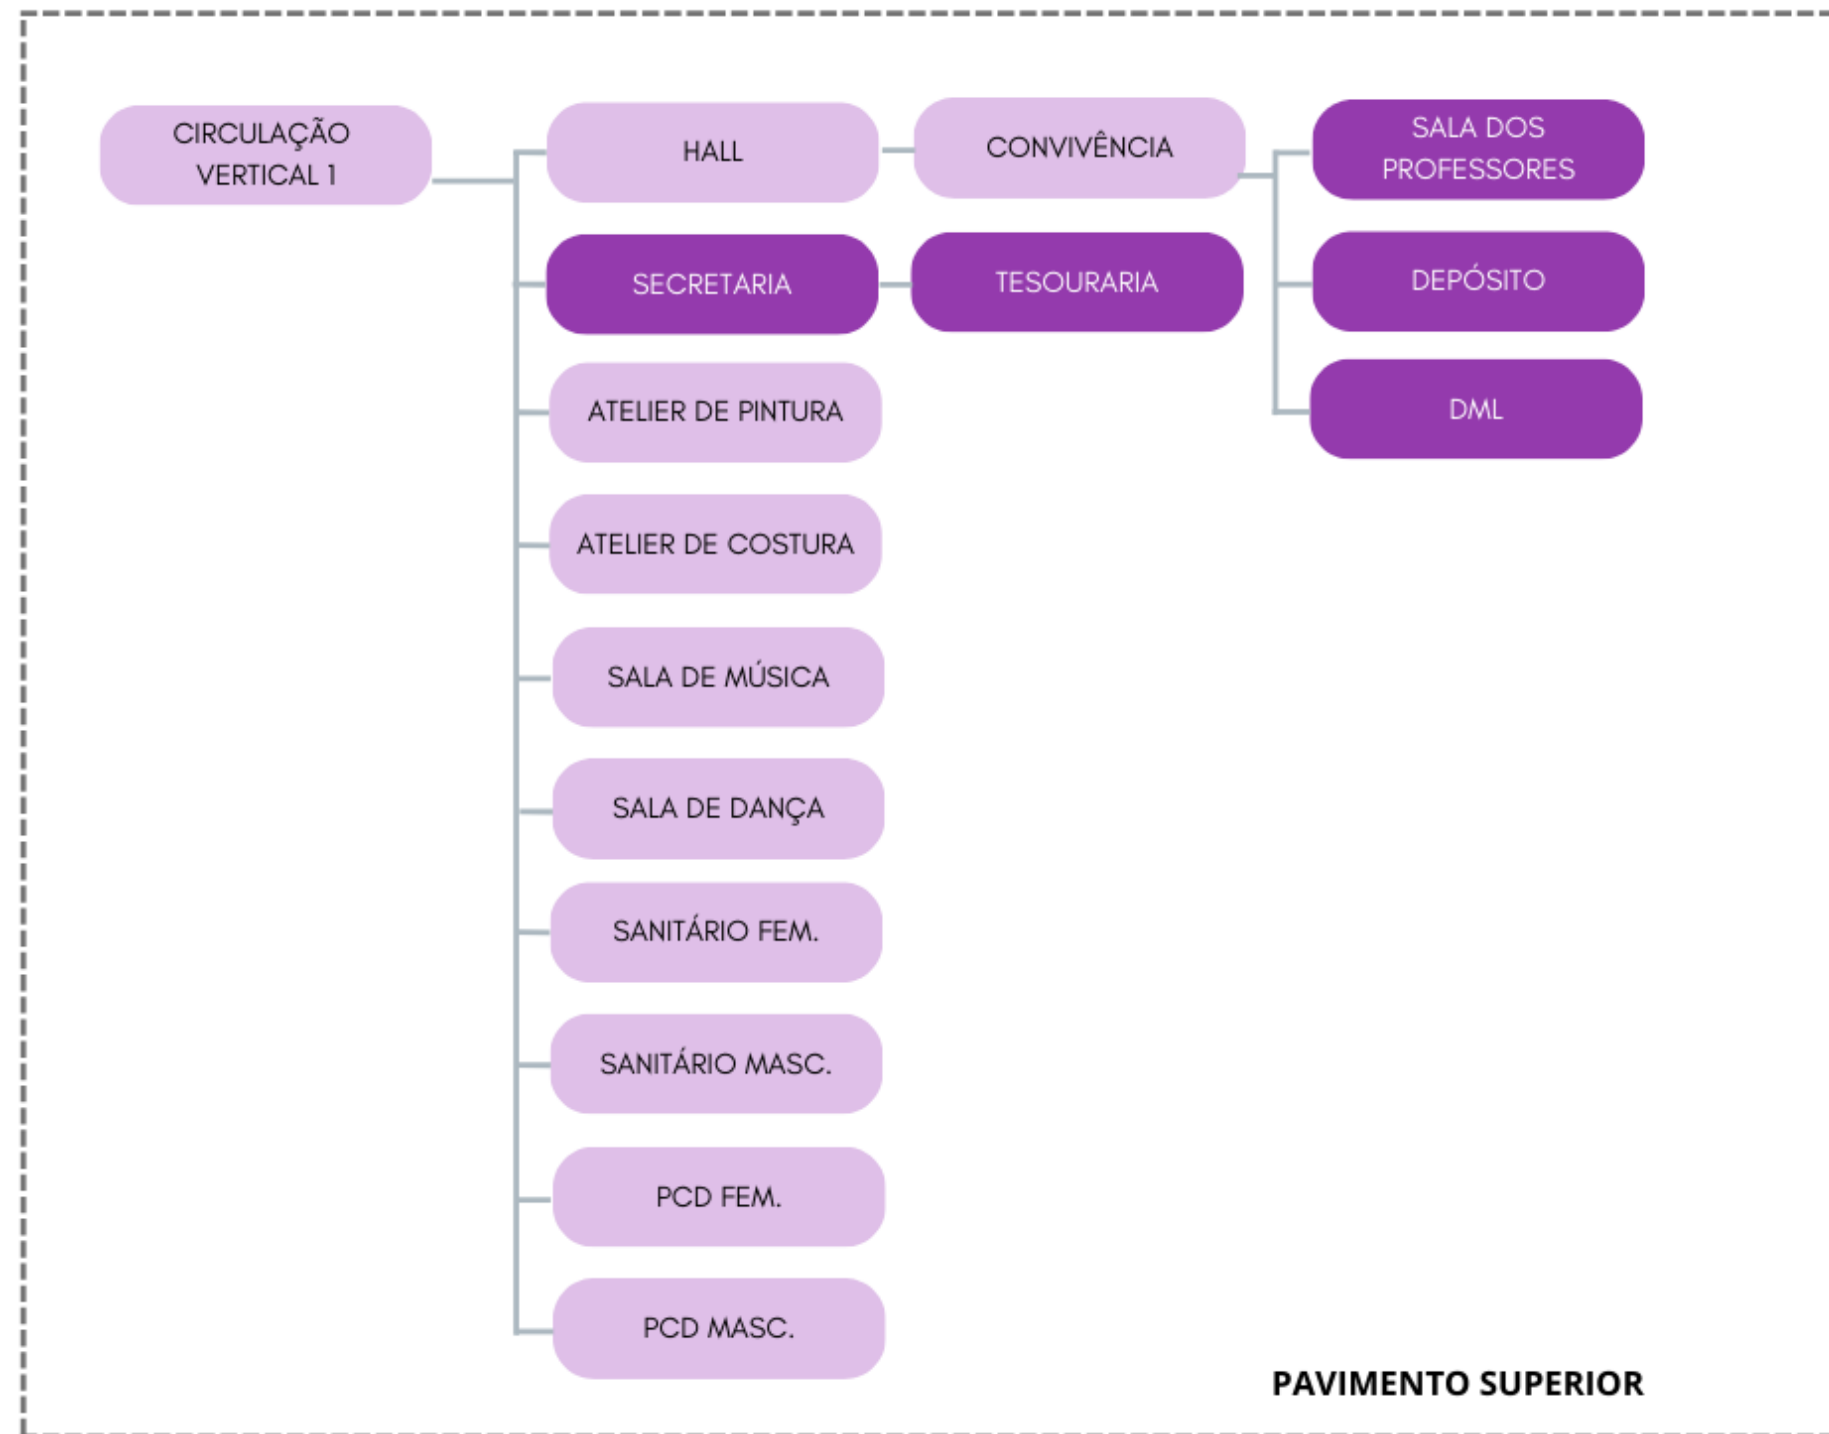 CIRCULAÇÃO
VERTICAL 1
HALL
CONVIVÊNCIA
SALA DOS
PROFESSORES
SECRETARIA
TESOURARIA
DEPÓSITO
ATELIER DE PINTURA
DML
ATELIER DE COSTURA
SALA DE MÚSICA
SALA DE DANÇA
SANITÁRIO FEM.
SANITÁRIO MASC.
PCD FEM.
PCD MASC.
PAVIMENTO SUPERIOR